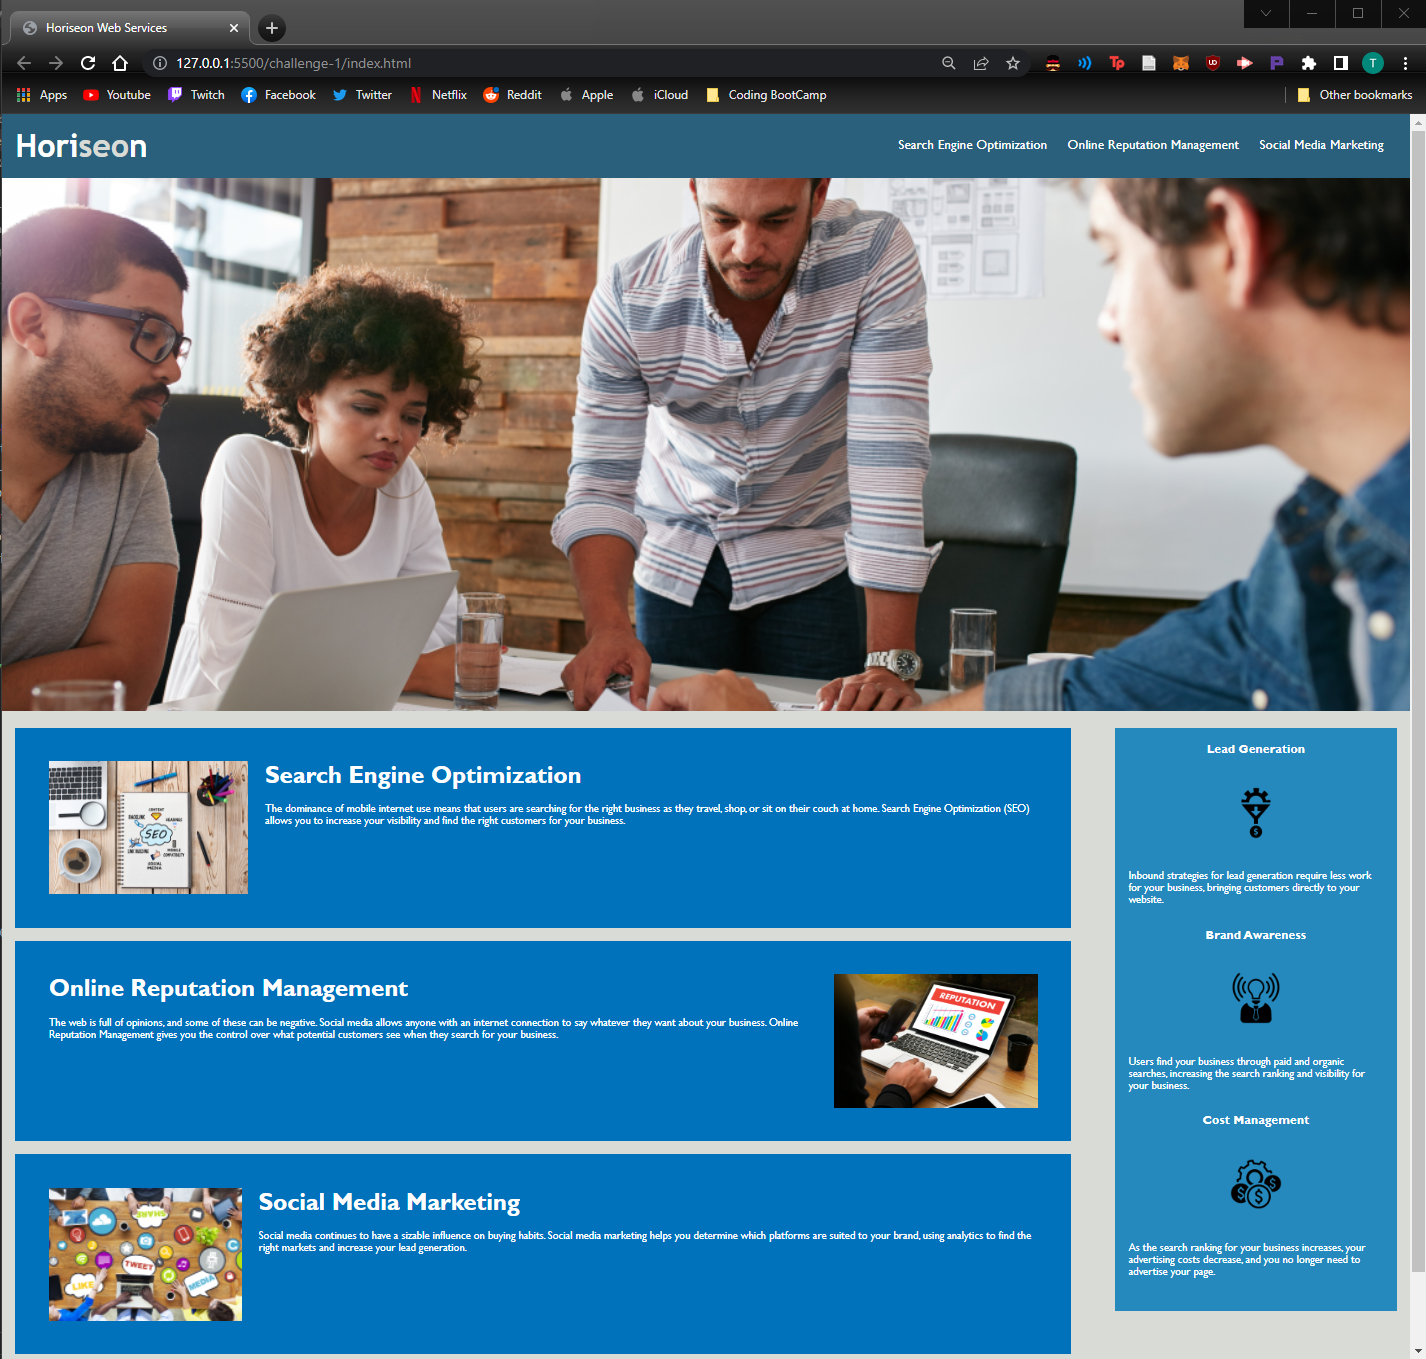 Horiseon Web Services
127.0.0.1:5500/challenge-1/index.html
Apps Youtube Twitch Facebook Twitter Netflix Reddit Apple iCloud Coding BootCamp Other bookmarks
Horiseon
Search Engine Optimization Online Reputation Management Social Media Marketing
Search Engine Optimization
The dominance of mobile internet use means that users are searching for the right business as they travel, shop, or sit on their couch at home. Search Engine Optimization (SEO)
allows you to increase your visibility and find the right customers for your business.
SEO
Online Reputation Management
The web is full of opinions, and some of these can be negative. Social media allows anyone with an internet connection to say whatever they want about your business. Online
Reputation Management gives you the control over what potential customers see when they search for your business.
REPUTATION
Social Media Marketing
Social media continues to have a sizable influence on buying habits. Social media marketing helps you determine which platforms are suited to your brand, using analytics to find the
right markets and increase your lead generation.
SHARE
TWEET
LIKE
MEDIA
Lead Generation
Inbound strategies for lead generation require less work
for your business, bringing customers directly to your
website.
Brand Awareness
Users find your business through paid and organic
searches, increasing the search ranking and visibility for
your business.
Cost Management
As the search ranking for your business increases, your
advertising costs decrease, and you no longer need to
advertise your page.